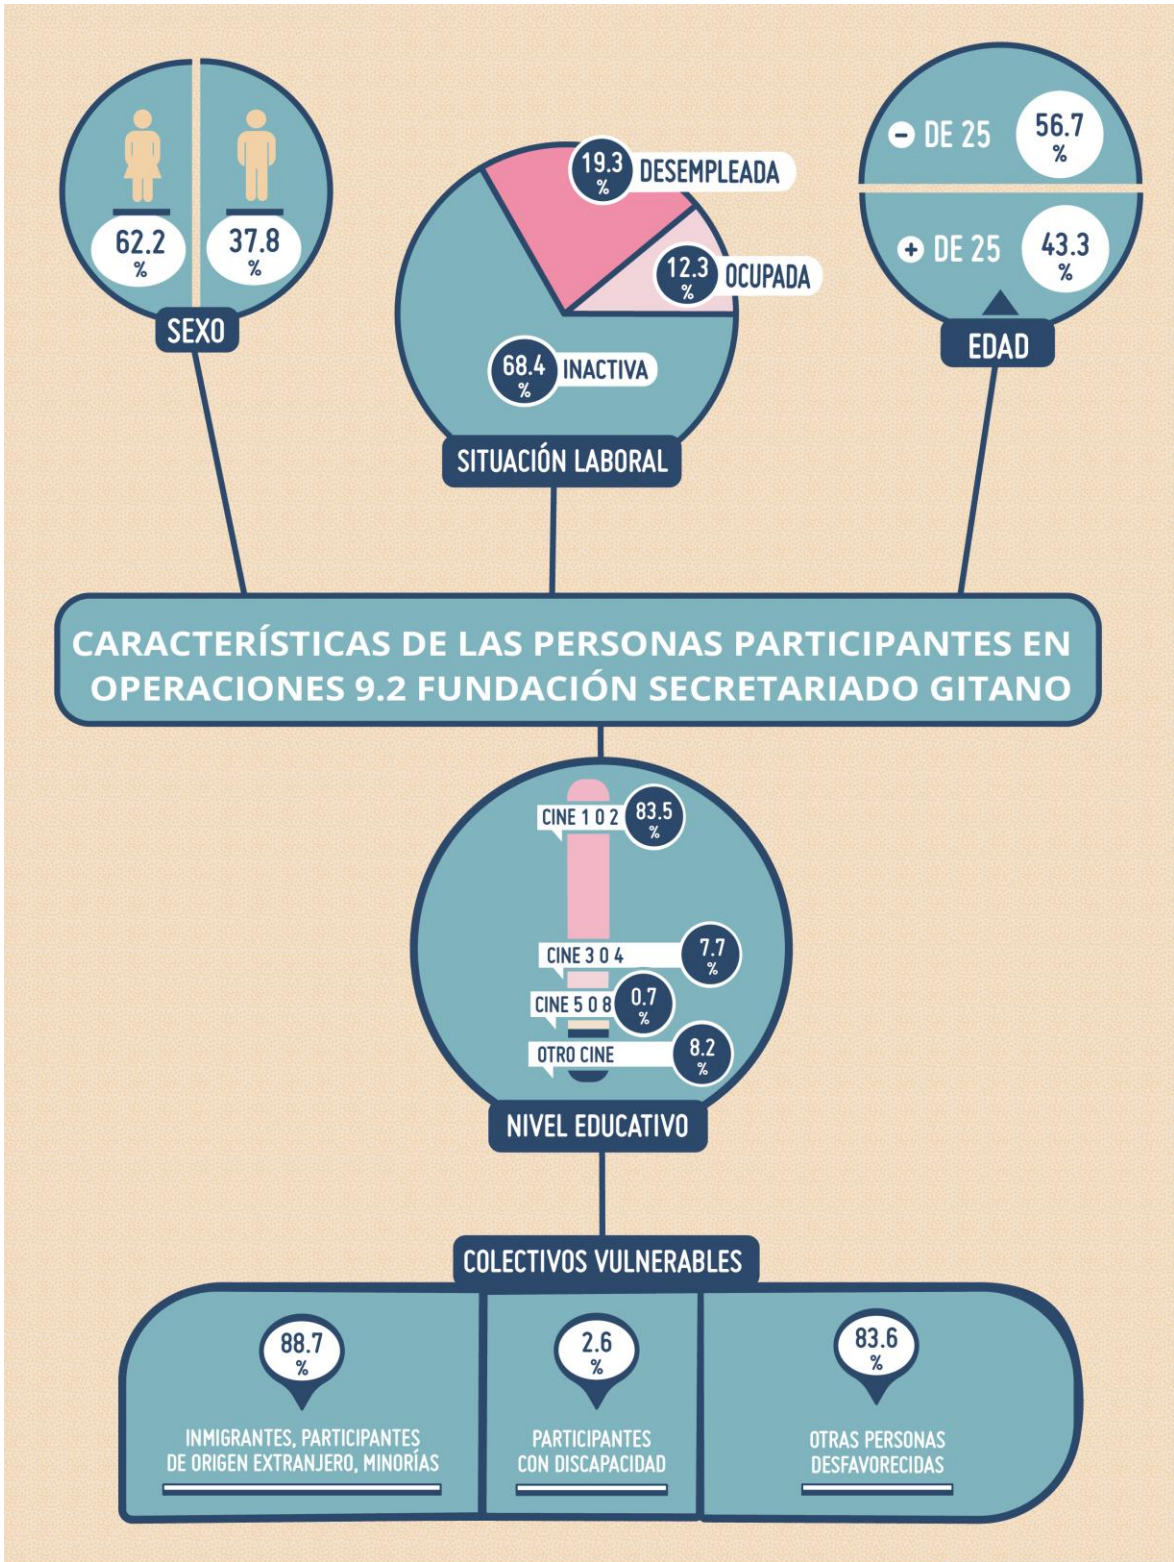 62.2
%
37.8
%
SEXO
19.3
%
DESEMPLEADA
12.3
%
OCUPADA
68.4
%
INACTIVA
SITUACIÓN LABORAL
- DE 25
56.7
%
+ DE 25
43.3
%
EDAD
CARACTERÍSTICAS DE LAS PERSONAS PARTICIPANTES EN
OPERACIONES 9.2 FUNDACIÓN SECRETARIADO GITANO
CINE 1 0 2
83.5
%
CINE 3 0 4
7.7
%
CINE 5 0 8
0.7
%
OTRO CINE
8.2
%
NIVEL EDUCATIVO
COLECTIVOS VULNERABLES
88.7
%
INMIGRANTES, PARTICIPANTES
DE ORIGEN EXTRANJERO, MINORÍAS
2.6
%
PARTICIPANTES
CON DISCAPACIDAD
83.6
%
OTRAS PERSONAS
DESFAVORECIDAS